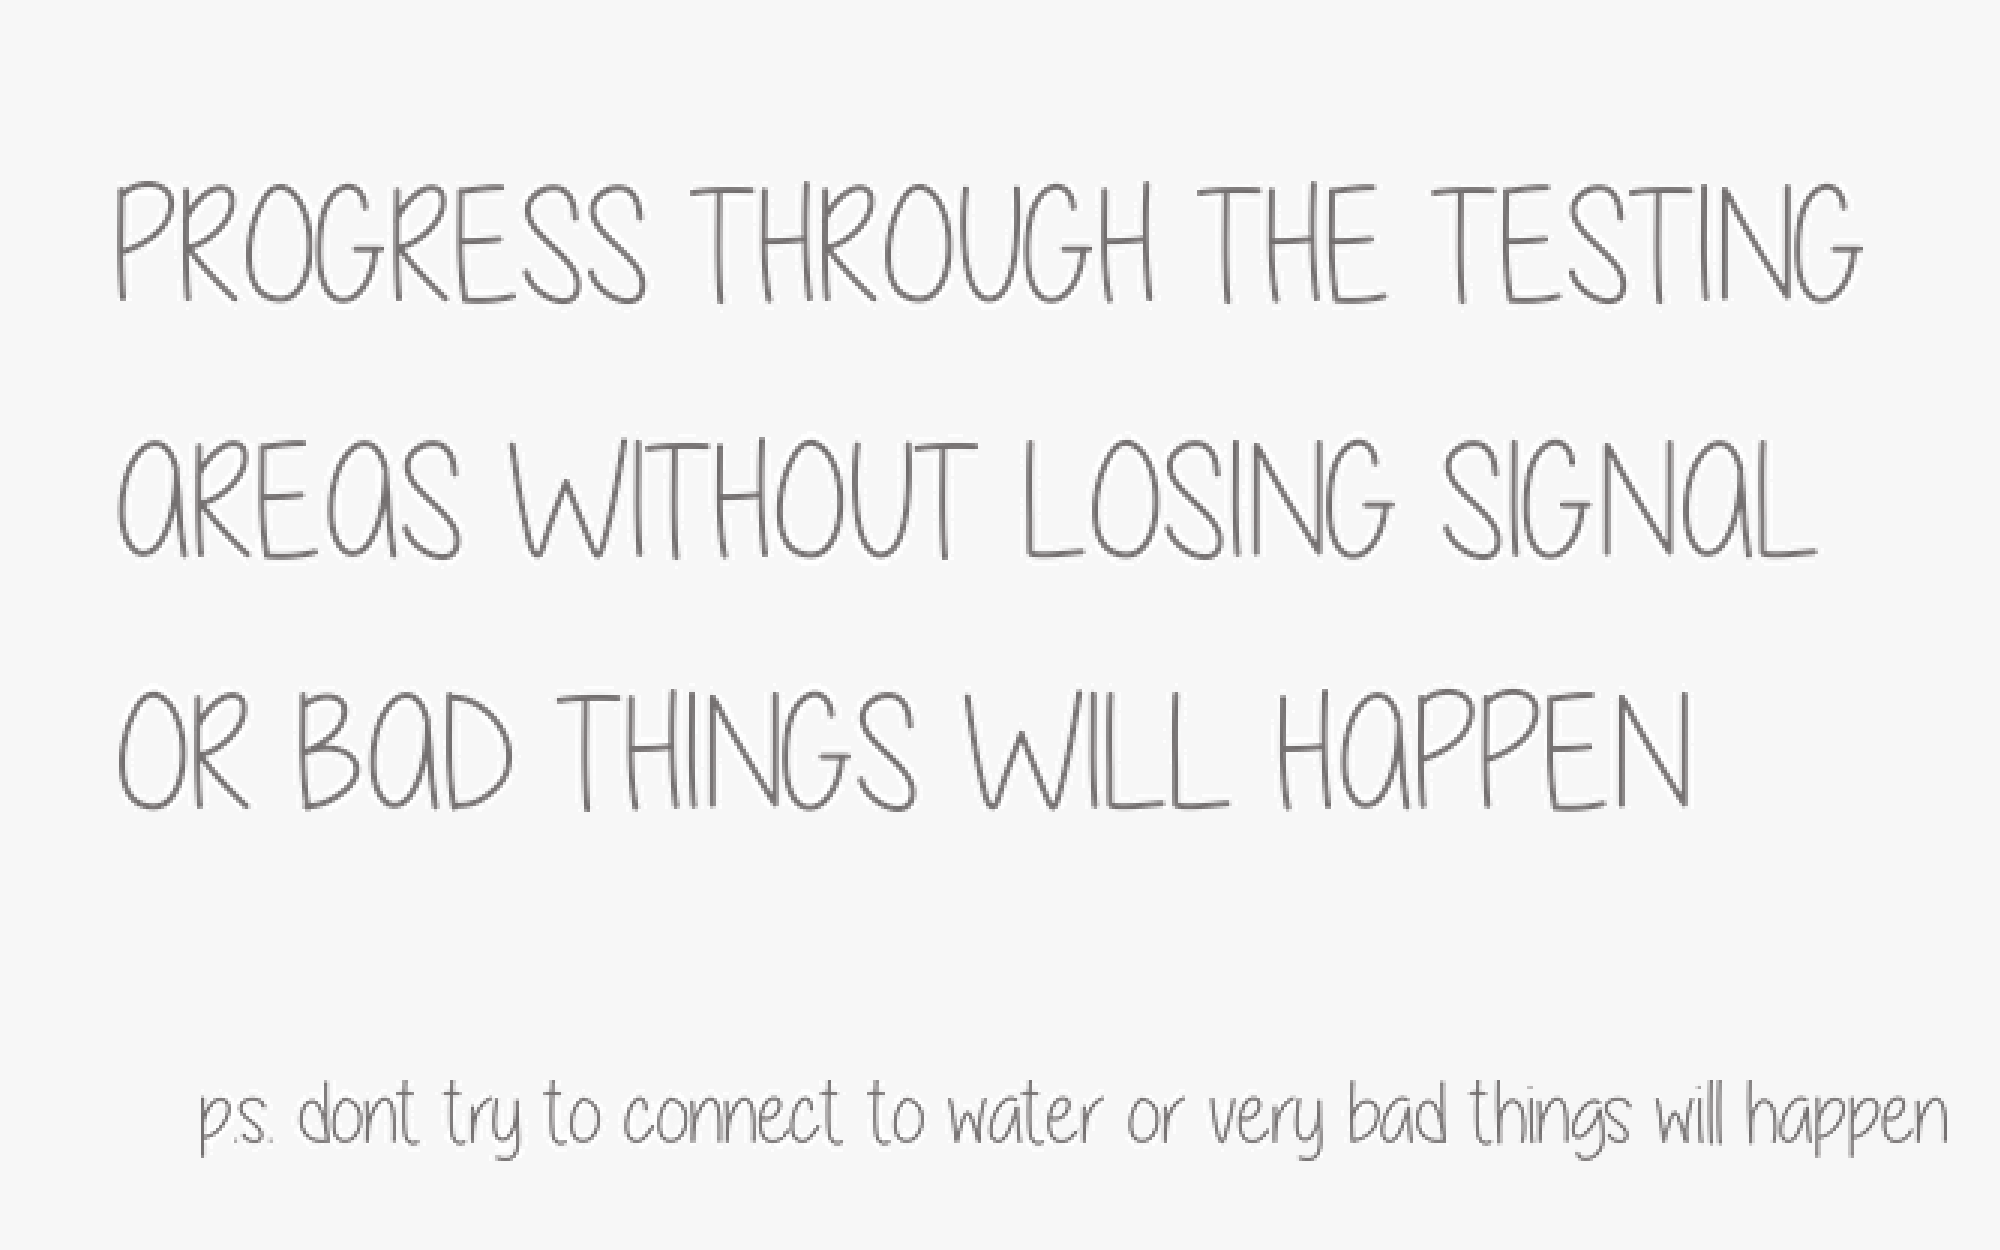 PROGRESS THROUGH THE TESTING
AREAS WITHOUT LOSING SIGNAL
OR BAD THINGS WILL HAPPEN
p.s. dont try to connect to water or very bad things will happen